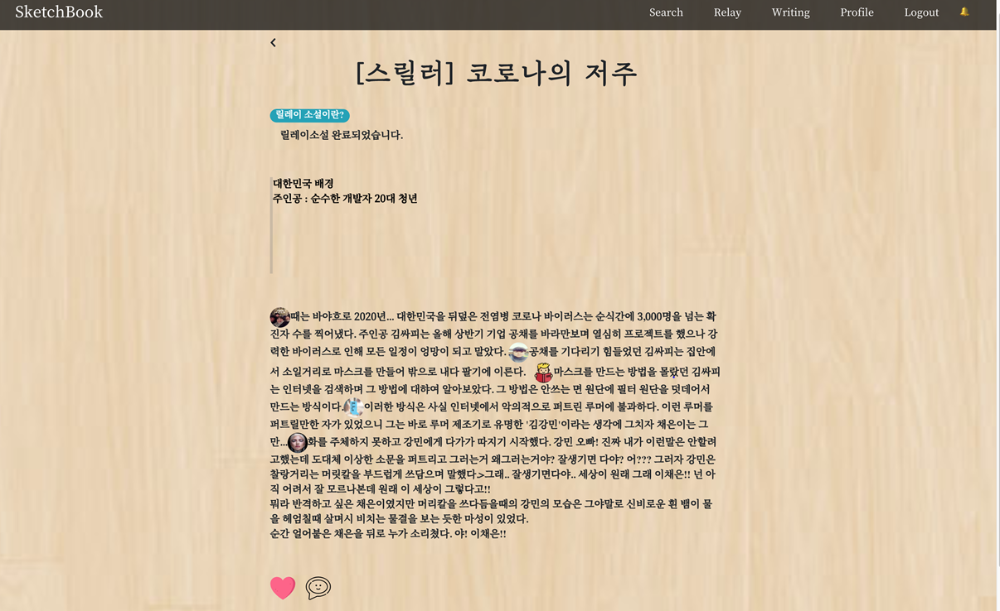 SketchBook
Search Relay Writing Profile Logout
[스릴러] 코로나의 저주
릴레이 소설이란?
릴레이소설 완료되었습니다.
대한민국 배경
주인공 : 순수한 개발자 20대 청년
때는 바야흐로 2020년... 대한민국을 뒤덮은 전염병 코로나 바이러스는 순식간에 3,000명을 넘는 확
진자 수를 찍어냈다. 주인공 김싸피는 올해 상반기 기업 공채를 바라만보며 열심히 프로젝트를 했으나 강
력한 바이러스로 인해 모든 일정이 엉망이 되고 말았다. 공채를 기다리기 힘들었던 김싸피는 집안에
서 소일거리로 마스크를 만들어 밖으로 내다 팔기에 이른다. 마스크를 만드는 방법을 몰랐던 김싸피
는 인터넷을 검색하며 그 방법에 대햐여 알아보았다. 그 방법은 안쓰는 면 원단에 필터 원단을 덧데어서
만드는 방식이다. 이러한 방식은 사실 인터넷에서 악의적으로 퍼트린 루머에 불과하다. 이런 루머를
퍼트릴만한 자가 있었으니 그는 바로 루머 제조기로 유명한 '김강민'이라는 생각에 그치자 채은이는 그
만... 화를 주체하지 못하고 강민에게 다가가 따지기 시작했다. 강민 오빠! 진짜 내가 이런말은 안할려
고했는데 도대체 이상한 소문을 퍼트리고 그러는거 왜그러는거야? 잘생기면 다야? 어??? 그러자 강민은
찰랑거리는 머릿칼을 부드럽게 쓰담으며 말했다.>그래.. 잘생기면다야.. 세상이 원래 그래 이채은!! 넌 아
직 어려서 잘 모르나본데 원래 이 세상이 그렇다고!!
뭐라 반격하고 싶은 채은이였지만 머리칼을 쓰다듬을때의 강민의 모습은 그야말로 신비로운 흰 뱀이 물
을 헤엄칠때 살며시 비치는 물결을 보는 듯한 마성이 있었다.
순간 얼어붙은 채은을 뒤로 누가 소리쳤다. 야! 이채은!!